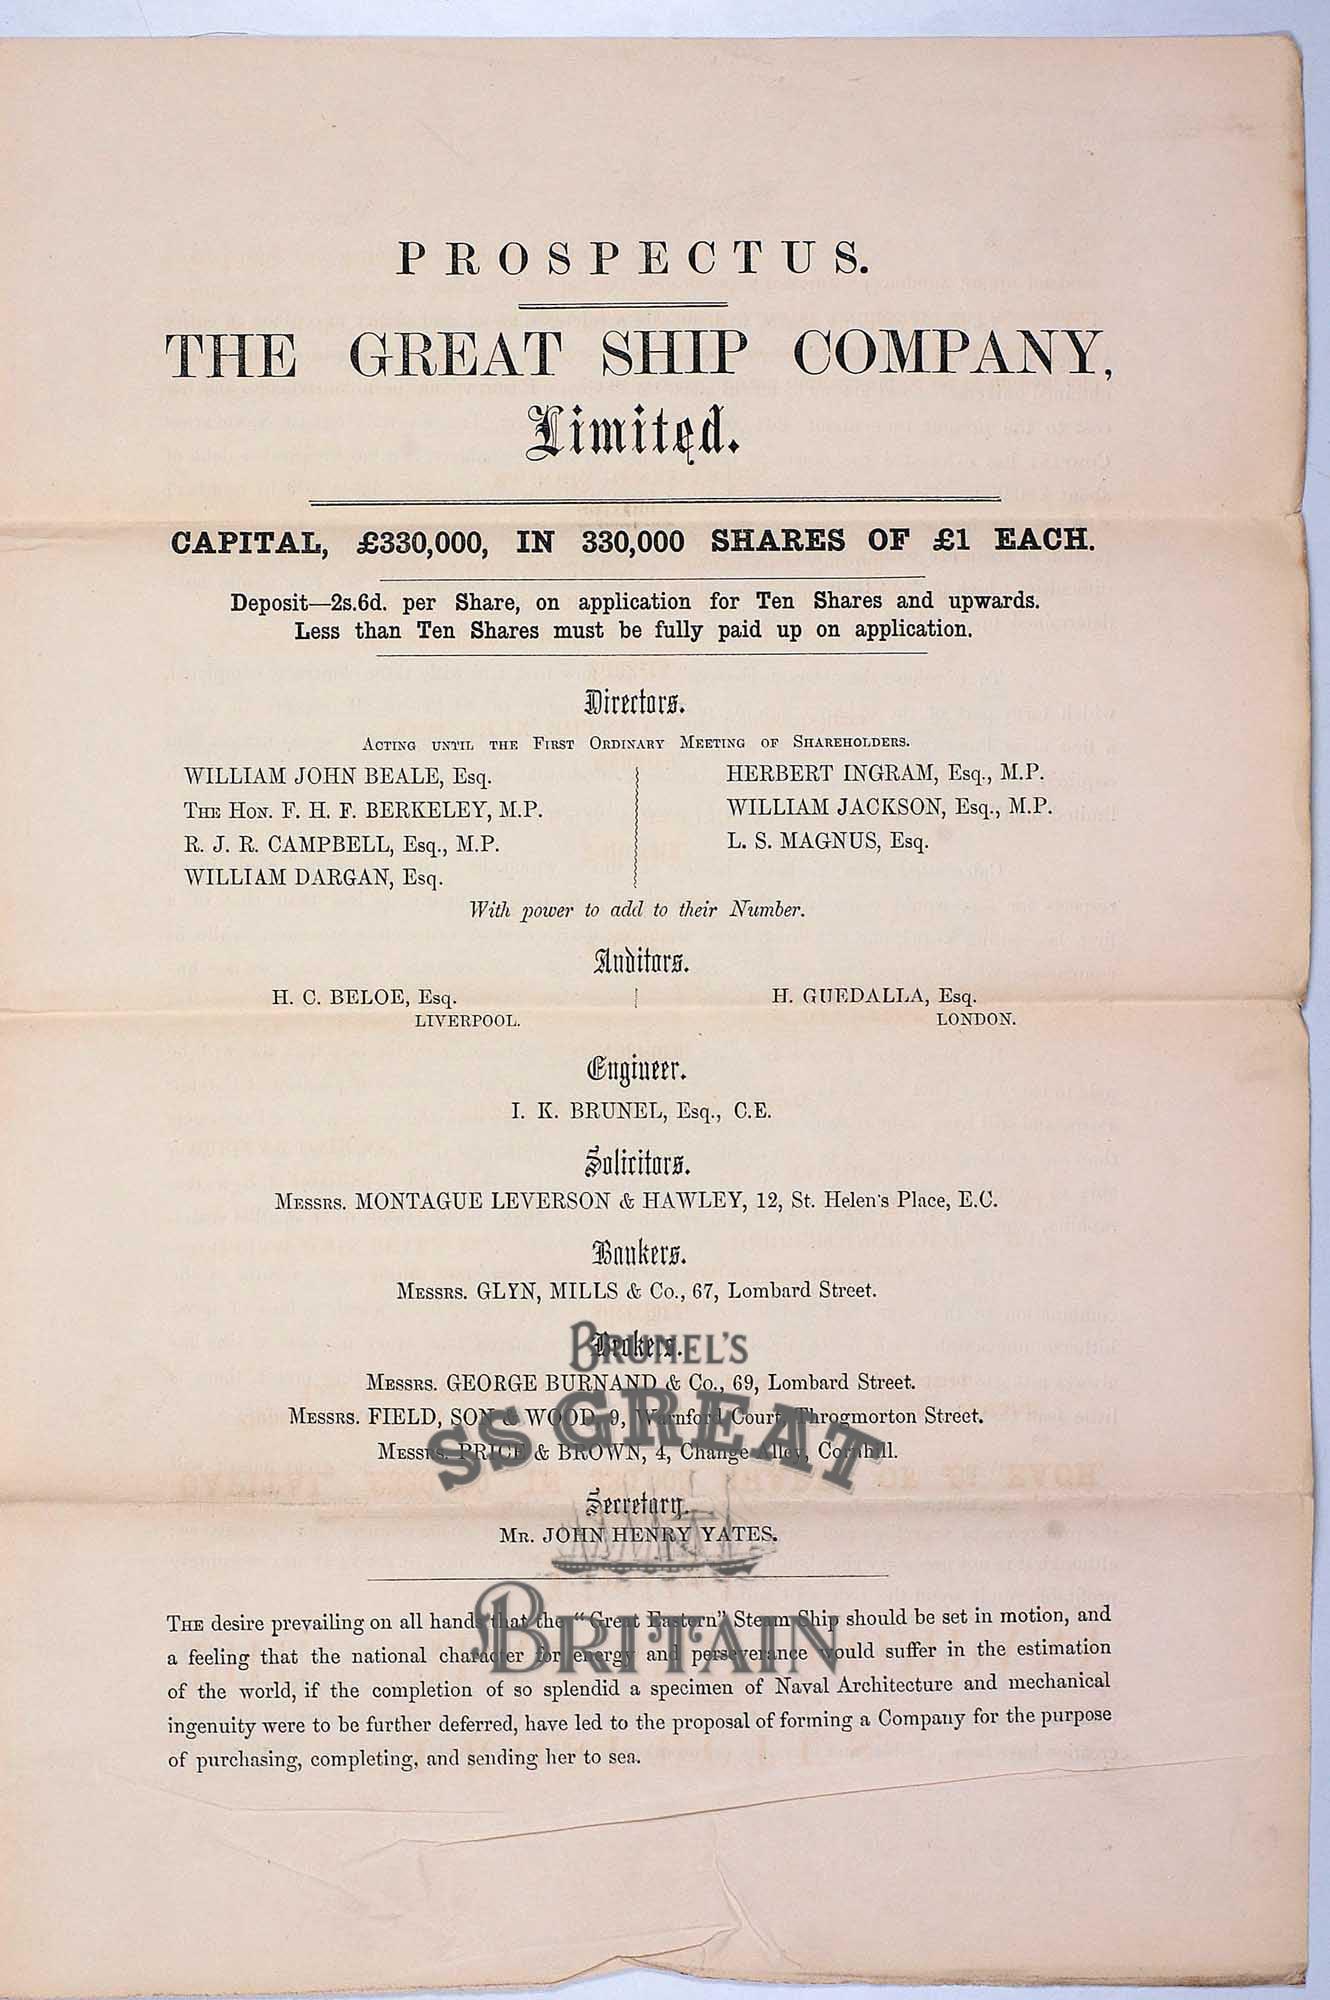 PROSPECTUS.
THE GREAT SHIP COMPANY,
Limited.
CAPITAL, £330,000, IN 330,000 SHARES OF £1 EACH.
Deposit—2s.6d. per Share, on application for Ten Shares and upwards.
Less than Ten Shares must be fully paid up on application.
Directors.
ACTING UNTIL THE FIRST ORDINARY MEETING OF SHAREHOLDERS.
WILLIAM JOHN BEALE, Esq.
THE HON. F. H. F. BERKELEY, M.P.
R. J. R. CAMPBELL, Esq., M.P.
WILLIAM DARGAN, Esq.
HERBERT INGRAM, Esq., M.P.
WILLIAM JACKSON, Esq., M.P.
L. S. MAGNUS, Esq.
With power to add to their Number.
Auditors.
H. C. BELOE, Esq.
LIVERPOOL.
H. GUEDALLA, Esq.
LONDON.
Engineer.
I. K. BRUNEL, Esq., C.E.
Solicitors.
MESSRS. MONTAGUE LEVERSON & HAWLEY, 12, St. Helen's Place, E.C.
Bankers.
MESSRS. GLYN, MILLS & Co., 67, Lombard Street.
Brokers.
MESSRS. GEORGE BURNAND & Co., 69, Lombard Street.
MESSRS. FIELD, SON & WOOD, 9, Warnford Court, Throgmorton Street.
MESSRS. PRICE & BROWN, 4, Change Alley, Cornhill.
Secretary.
MR. JOHN HENRY YATES.
THE desire prevailing on all hands that the "Great Eastern" Steam Ship should be set in motion, and
a feeling that the national character for energy and perseverance would suffer in the estimation
of the world, if the completion of so splendid a specimen of Naval Architecture and mechanical
ingenuity were to be further deferred, have led to the proposal of forming a Company for the purpose
of purchasing, completing, and sending her to sea.
BRUNEL'S
SS GREAT
BRITAIN